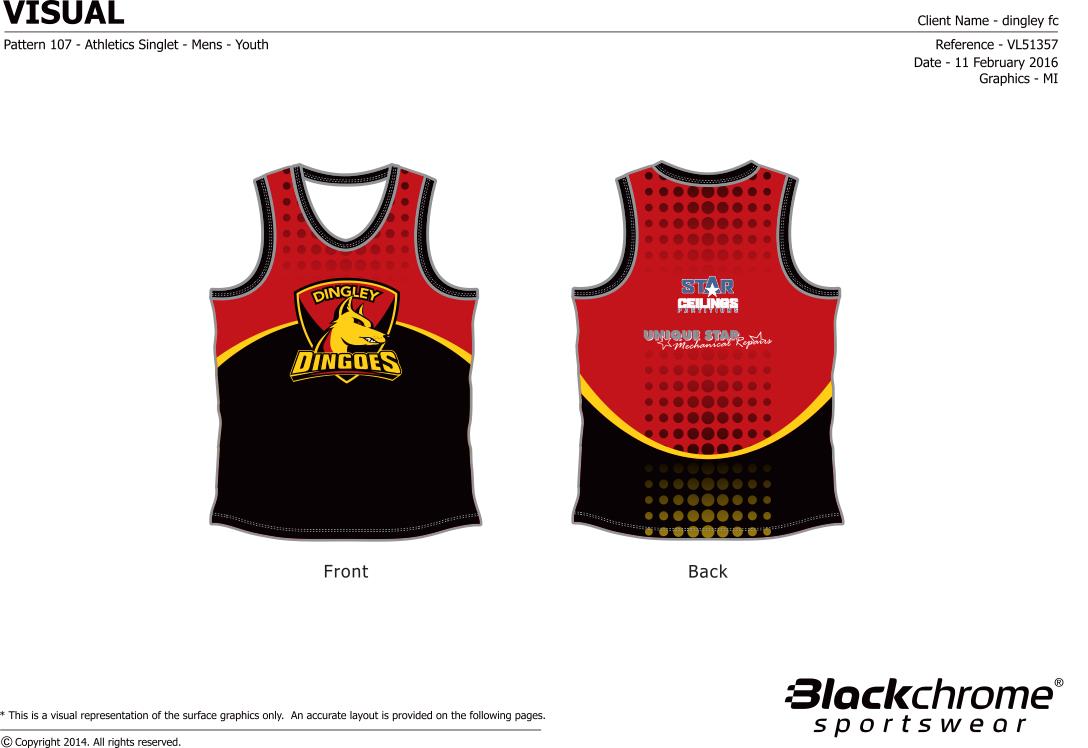 VISUAL
Client Name - dingley fc
Pattern 107 - Athletics Singlet - Mens - Youth
Reference - VL51357
Date - 11 February 2016
Graphics - MI
DINGLEY
DINGOES
STAR
CEILINGS
PARTITIONS
UNIQUE STAR
Mechanical Repairs
Front
Back
Blackchrome®
sportswear
* This is a visual representation of the surface graphics only. An accurate layout is provided on the following pages.
© Copyright 2014. All rights reserved.